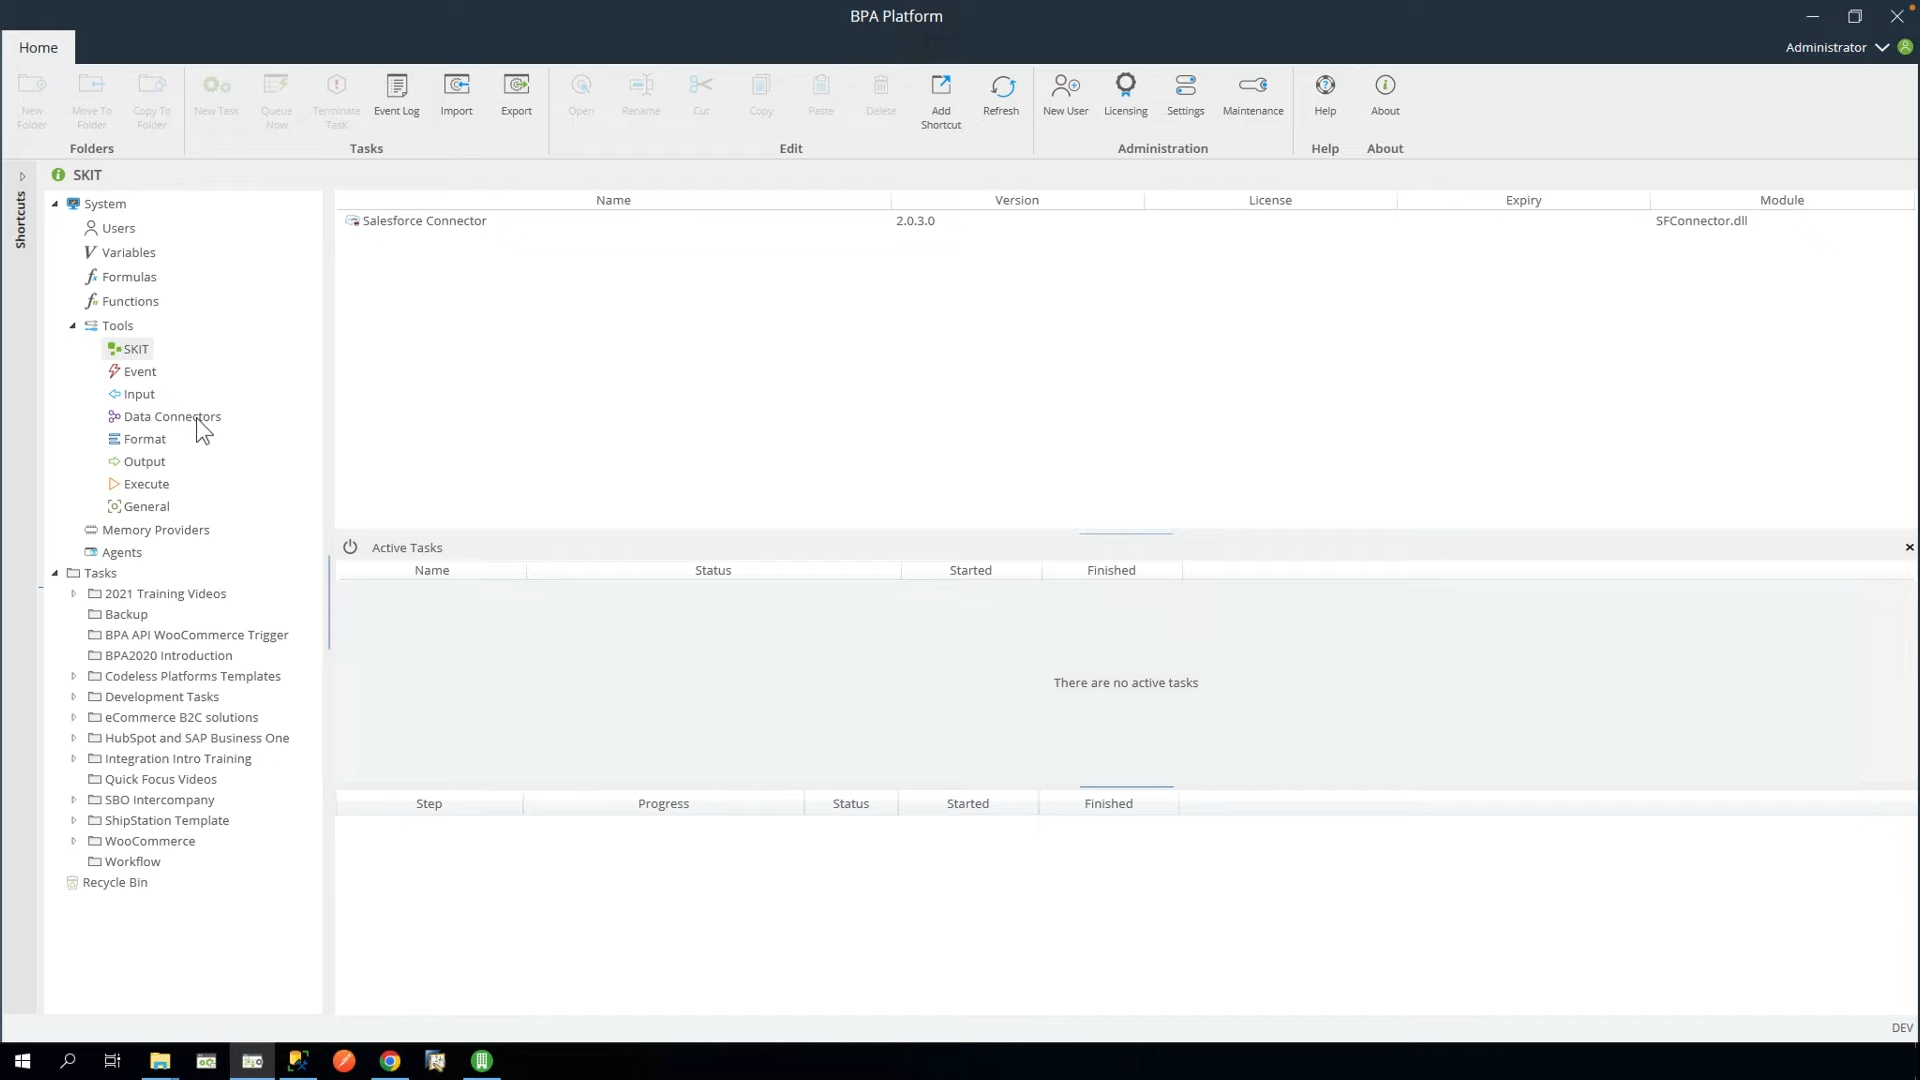 BPA Platform
Home
Administrator
New Folder
Move To Folder
Copy To Folder
New Task
Queue Now
Terminate Task
Event Log
Import
Export
Open
Rename
Cut
Copy
Paste
Delete
Add Shortcut
Refresh
New User
Licensing
Settings
Maintenance
Help
About
Folders
Tasks
Edit
Administration
Help
About
Shortcuts
SKIT
System
Users
Variables
Formulas
Functions
Tools
SKIT
Event
Input
Data Connectors
Format
Output
Execute
General
Memory Providers
Agents
Tasks
2021 Training Videos
Backup
BPA API WooCommerce Trigger
BPA2020 Introduction
Codeless Platforms Templates
Development Tasks
eCommerce B2C solutions
HubSpot and SAP Business One
Integration Intro Training
Quick Focus Videos
SBO Intercompany
ShipStation Template
WooCommerce
Workflow
Recycle Bin
Name Version License Expiry Module
Salesforce Connector 2.0.3.0 SFConnector.dll
Active Tasks
Name Status Started Finished
There are no active tasks
Step Progress Status Started Finished
DEV